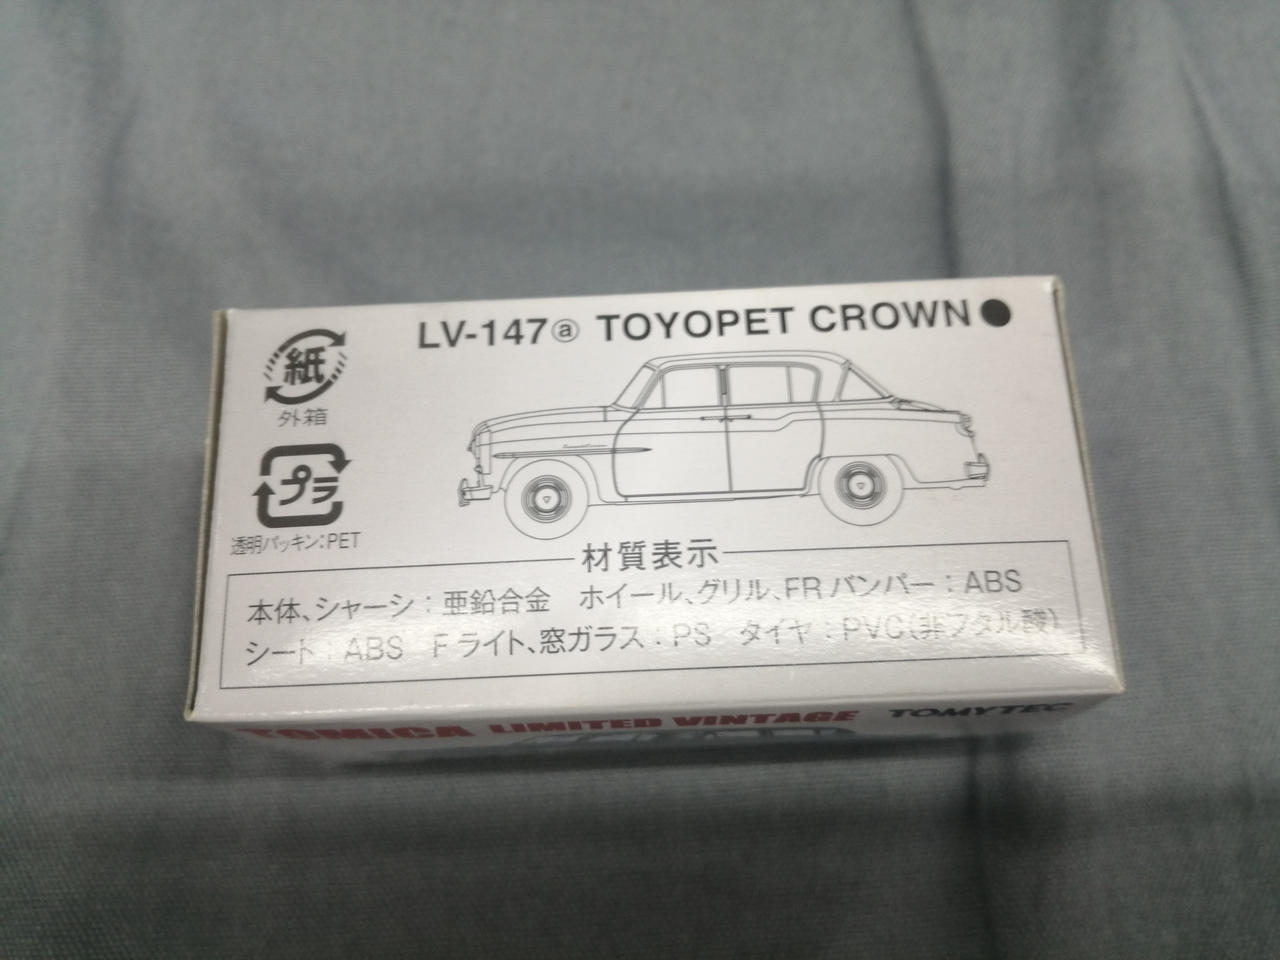 LV-147ⓐ TOYOPET CROWN●
紙
外箱
プラ
透明パッキン:PET
材質表示
本体、シャーシ:亜鉛合金 ホイール、グリル、FRバンパー:ABS
シート:ABS Fライト、窓ガラス:PS タイヤ:PVC(非フタル酸)
TOMICA LIMITED VINTAGE TOMYTEC